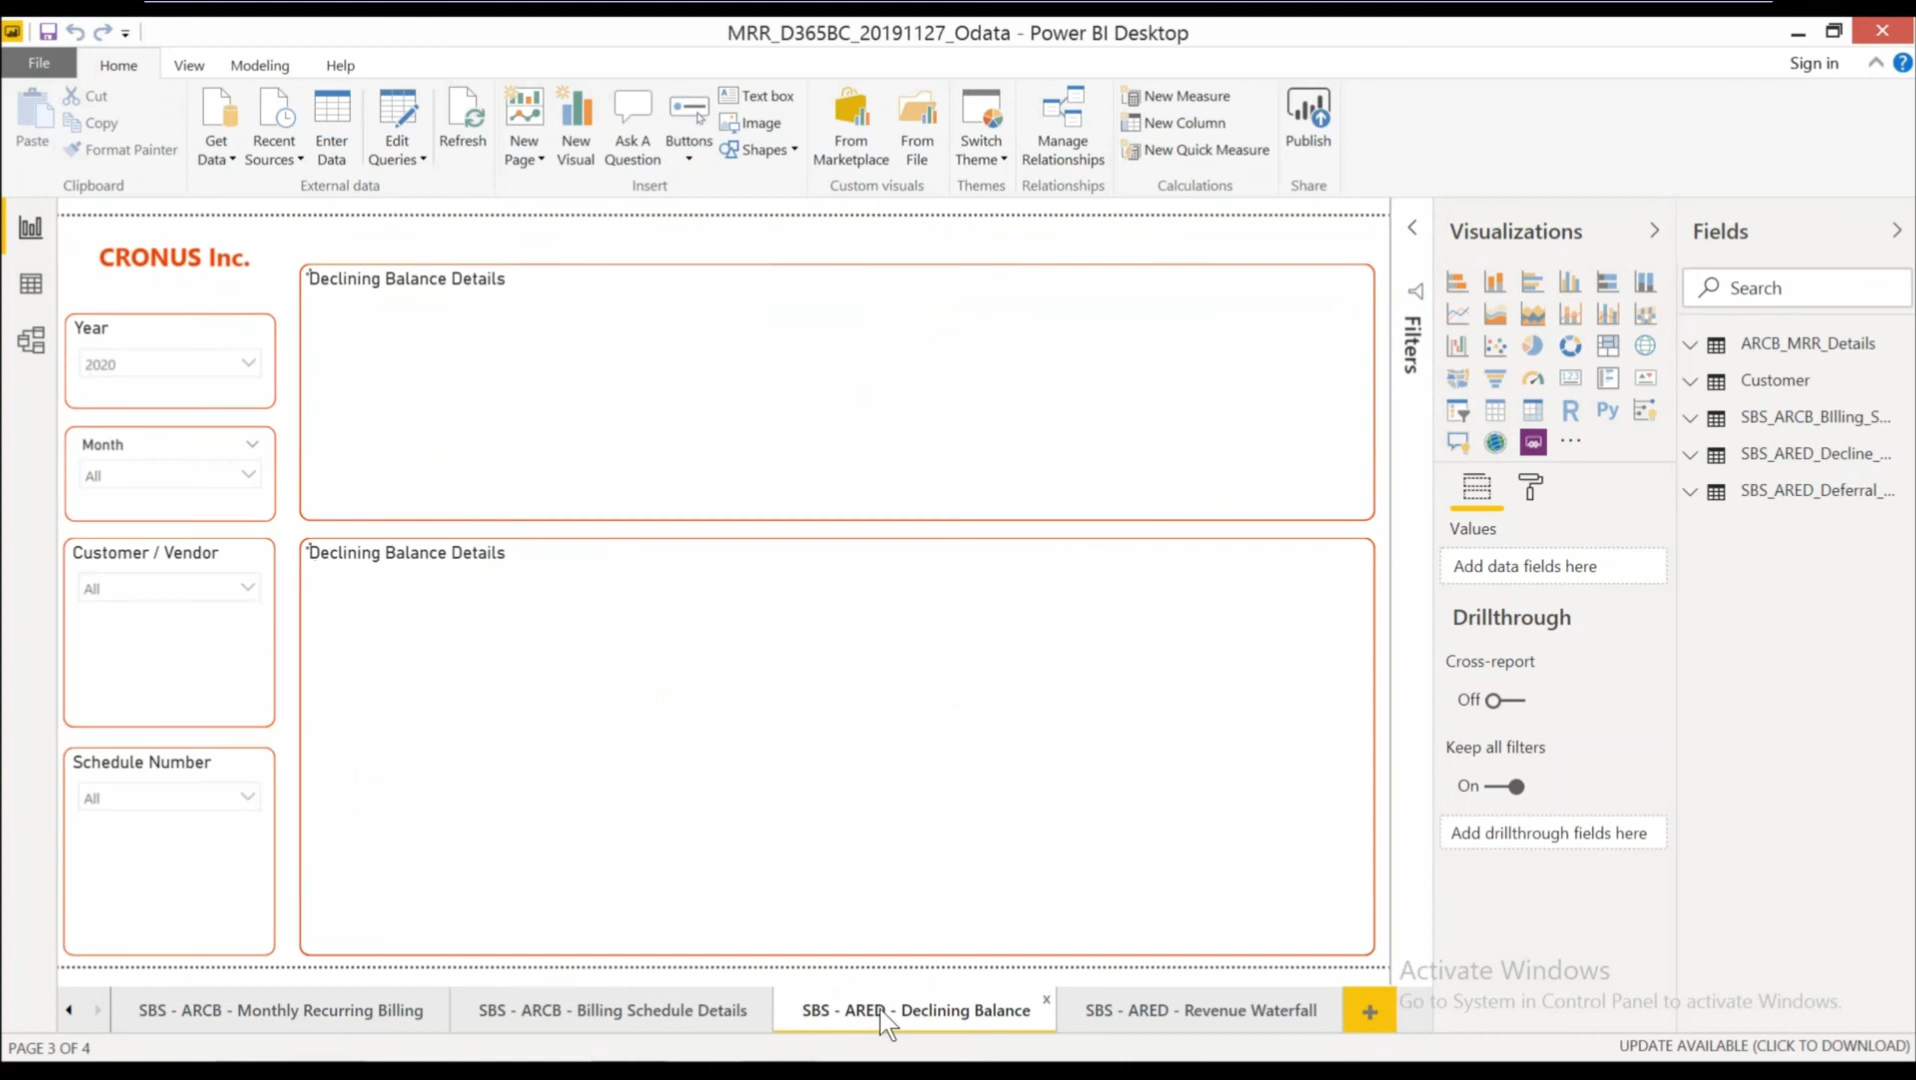 MRR_D365BC_20191127_Odata - Power BI Desktop
File
Home
View
Modeling
Help
Sign in
Paste
Cut
Copy
Format Painter
Clipboard
Get
Data
Recent
Sources
Enter
Data
Edit
Queries
External data
Refresh
New
Page
New
Visual
Ask A
Question
Buttons
Text box
Image
Shapes
Insert
From
Marketplace
From
File
Custom visuals
Switch
Theme
Themes
Manage
Relationships
Relationships
New Measure
New Column
New Quick Measure
Calculations
Publish
Share
CRONUS Inc.
Year
2020
Month
All
Customer / Vendor
All
Schedule Number
All
Declining Balance Details
Declining Balance Details
Filters
Visualizations
R
Py
123
Values
Add data fields here
Drillthrough
Cross-report
Off
Keep all filters
On
Add drillthrough fields here
Fields
Search
ARCB_MRR_Details
Customer
SBS_ARCB_BIlling_S...
SBS_ARED_Decline_...
SBS_ARED_Deferral_...
Activate Windows
Go to System in Control Panel to activate Windows.
SBS - ARCB - Monthly Recurring Billing
SBS - ARCB - Billing Schedule Details
SBS - ARED - Declining Balance
x
SBS - ARED - Revenue Waterfall
+
PAGE 3 OF 4
UPDATE AVAILABLE (CLICK TO DOWNLOAD)